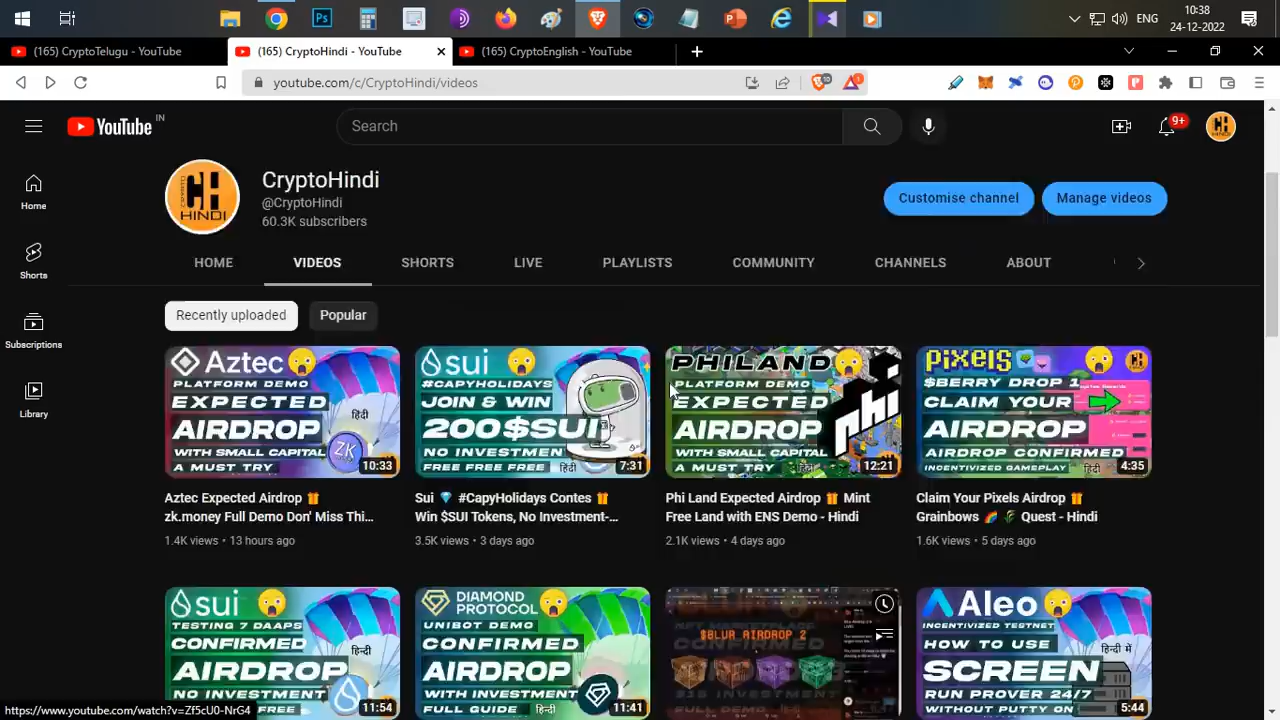 10:38
ENG
24-12-2022
(165) CryptoTelugu - YouTube
(165) CryptoHindi - YouTube
(165) CryptoEnglish - YouTube
youtube.com/c/CryptoHindi/videos
10
1
YouTube IN
Search
9+
CH
HINDI
CryptoHindi
@CryptoHindi
60.3K subscribers
Customise channel
Manage videos
Home
Shorts
Subscriptions
Library
HOME
VIDEOS
SHORTS
LIVE
PLAYLISTS
COMMUNITY
CHANNELS
ABOUT
Recently uploaded
Popular
Aztec
PLATFORM DEMO
EXPECTED
हिंदी
AIRDROP
ZK
WITH SMALL CAPITAL
A MUST TRY
10:33
Aztec Expected Airdrop 🎁
zk.money Full Demo Don' Miss Thi...
1.4K views • 13 hours ago
sui
#CAPYHOLIDAYS
JOIN & WIN
200$SUI
NO INVESTMENT
FREE FREE FREE
हिंदी
7:31
Sui 💎 #CapyHolidays Contes 🎁
Win $SUI Tokens, No Investment-...
3.5K views • 3 days ago
PHILAND
PLATFORM DEMO
EXPECTED
AIRDROP
phi
WITH SMALL CAPITAL
A MUST TRY
हिंदी
12:21
Phi Land Expected Airdrop 🎁 Mint
Free Land with ENS Demo - Hindi
2.1K views • 4 days ago
PIXELS
$BERRY DROP 1
CLAIM YOUR
AIRDROP
AIRDROP CONFIRMED
INCENTIVIZED GAMEPLAY
हिंदी
4:35
Claim Your Pixels Airdrop 🎁
Grainbows 🌈 🌾 Quest - Hindi
1.6K views • 5 days ago
sui
TESTING 7 DAAPS
CONFIRMED
हिंदी
AIRDROP
NO INVESTMENT
FREE
11:54
DIAMOND
PROTOCOL
UNIBOT DEMO
CONFIRMED
हिंदी
AIRDROP
WITH INVESTMENT
FULL GUIDE
हिंदी
11:41
$BLUR AIRDROP 2
Aleo
INCENTIVIZED TESTNET
HOW TO USE
हिंदी में
SCREEN
RUN PROVER 24/7
WITHOUT PUTTY ON
5:44
https://www.youtube.com/watch?v=Zf5cU0-NrG4